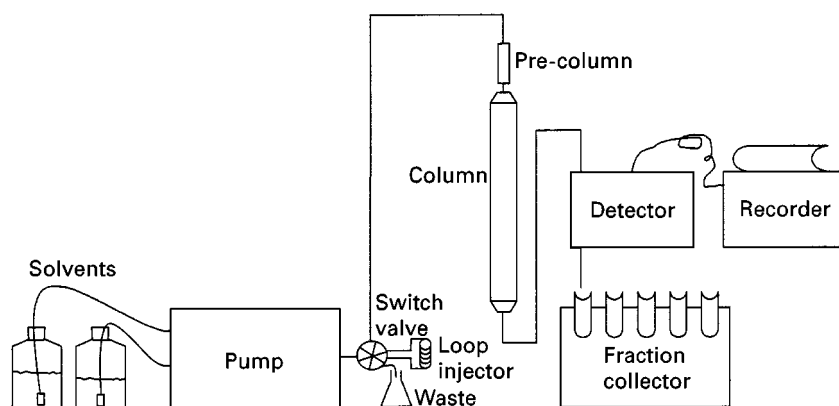 Pre-column
Column
Detector
Recorder
Solvents
Switch
valve
Pump
Loop
injector
Waste
Fraction
collector